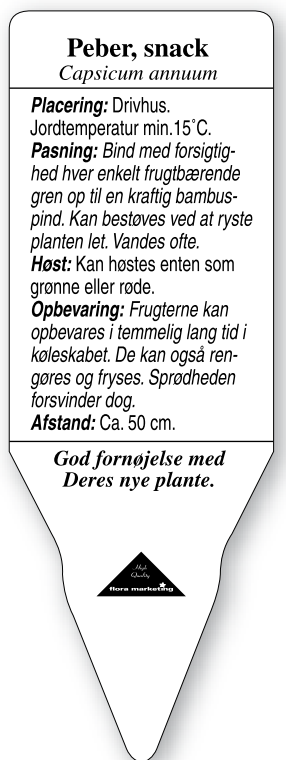 Peber, snack
Capsicum annuum
Placering: Drivhus.
Jordtemperatur min.15˚C.
Pasning: Bind med forsigtig-
hed hver enkelt frugtbærende
gren op til en kraftig bambus-
pind. Kan bestøves ved at ryste
planten let. Vandes ofte.
Høst: Kan høstes enten som
grønne eller røde.
Opbevaring: Frugterne kan
opbevares i temmelig lang tid i
køleskabet. De kan også ren-
gøres og fryses. Sprødheden
forsvinder dog.
Afstand: Ca. 50 cm.
God fornøjelse med
Deres nye plante.
High
Quality
flora marketing